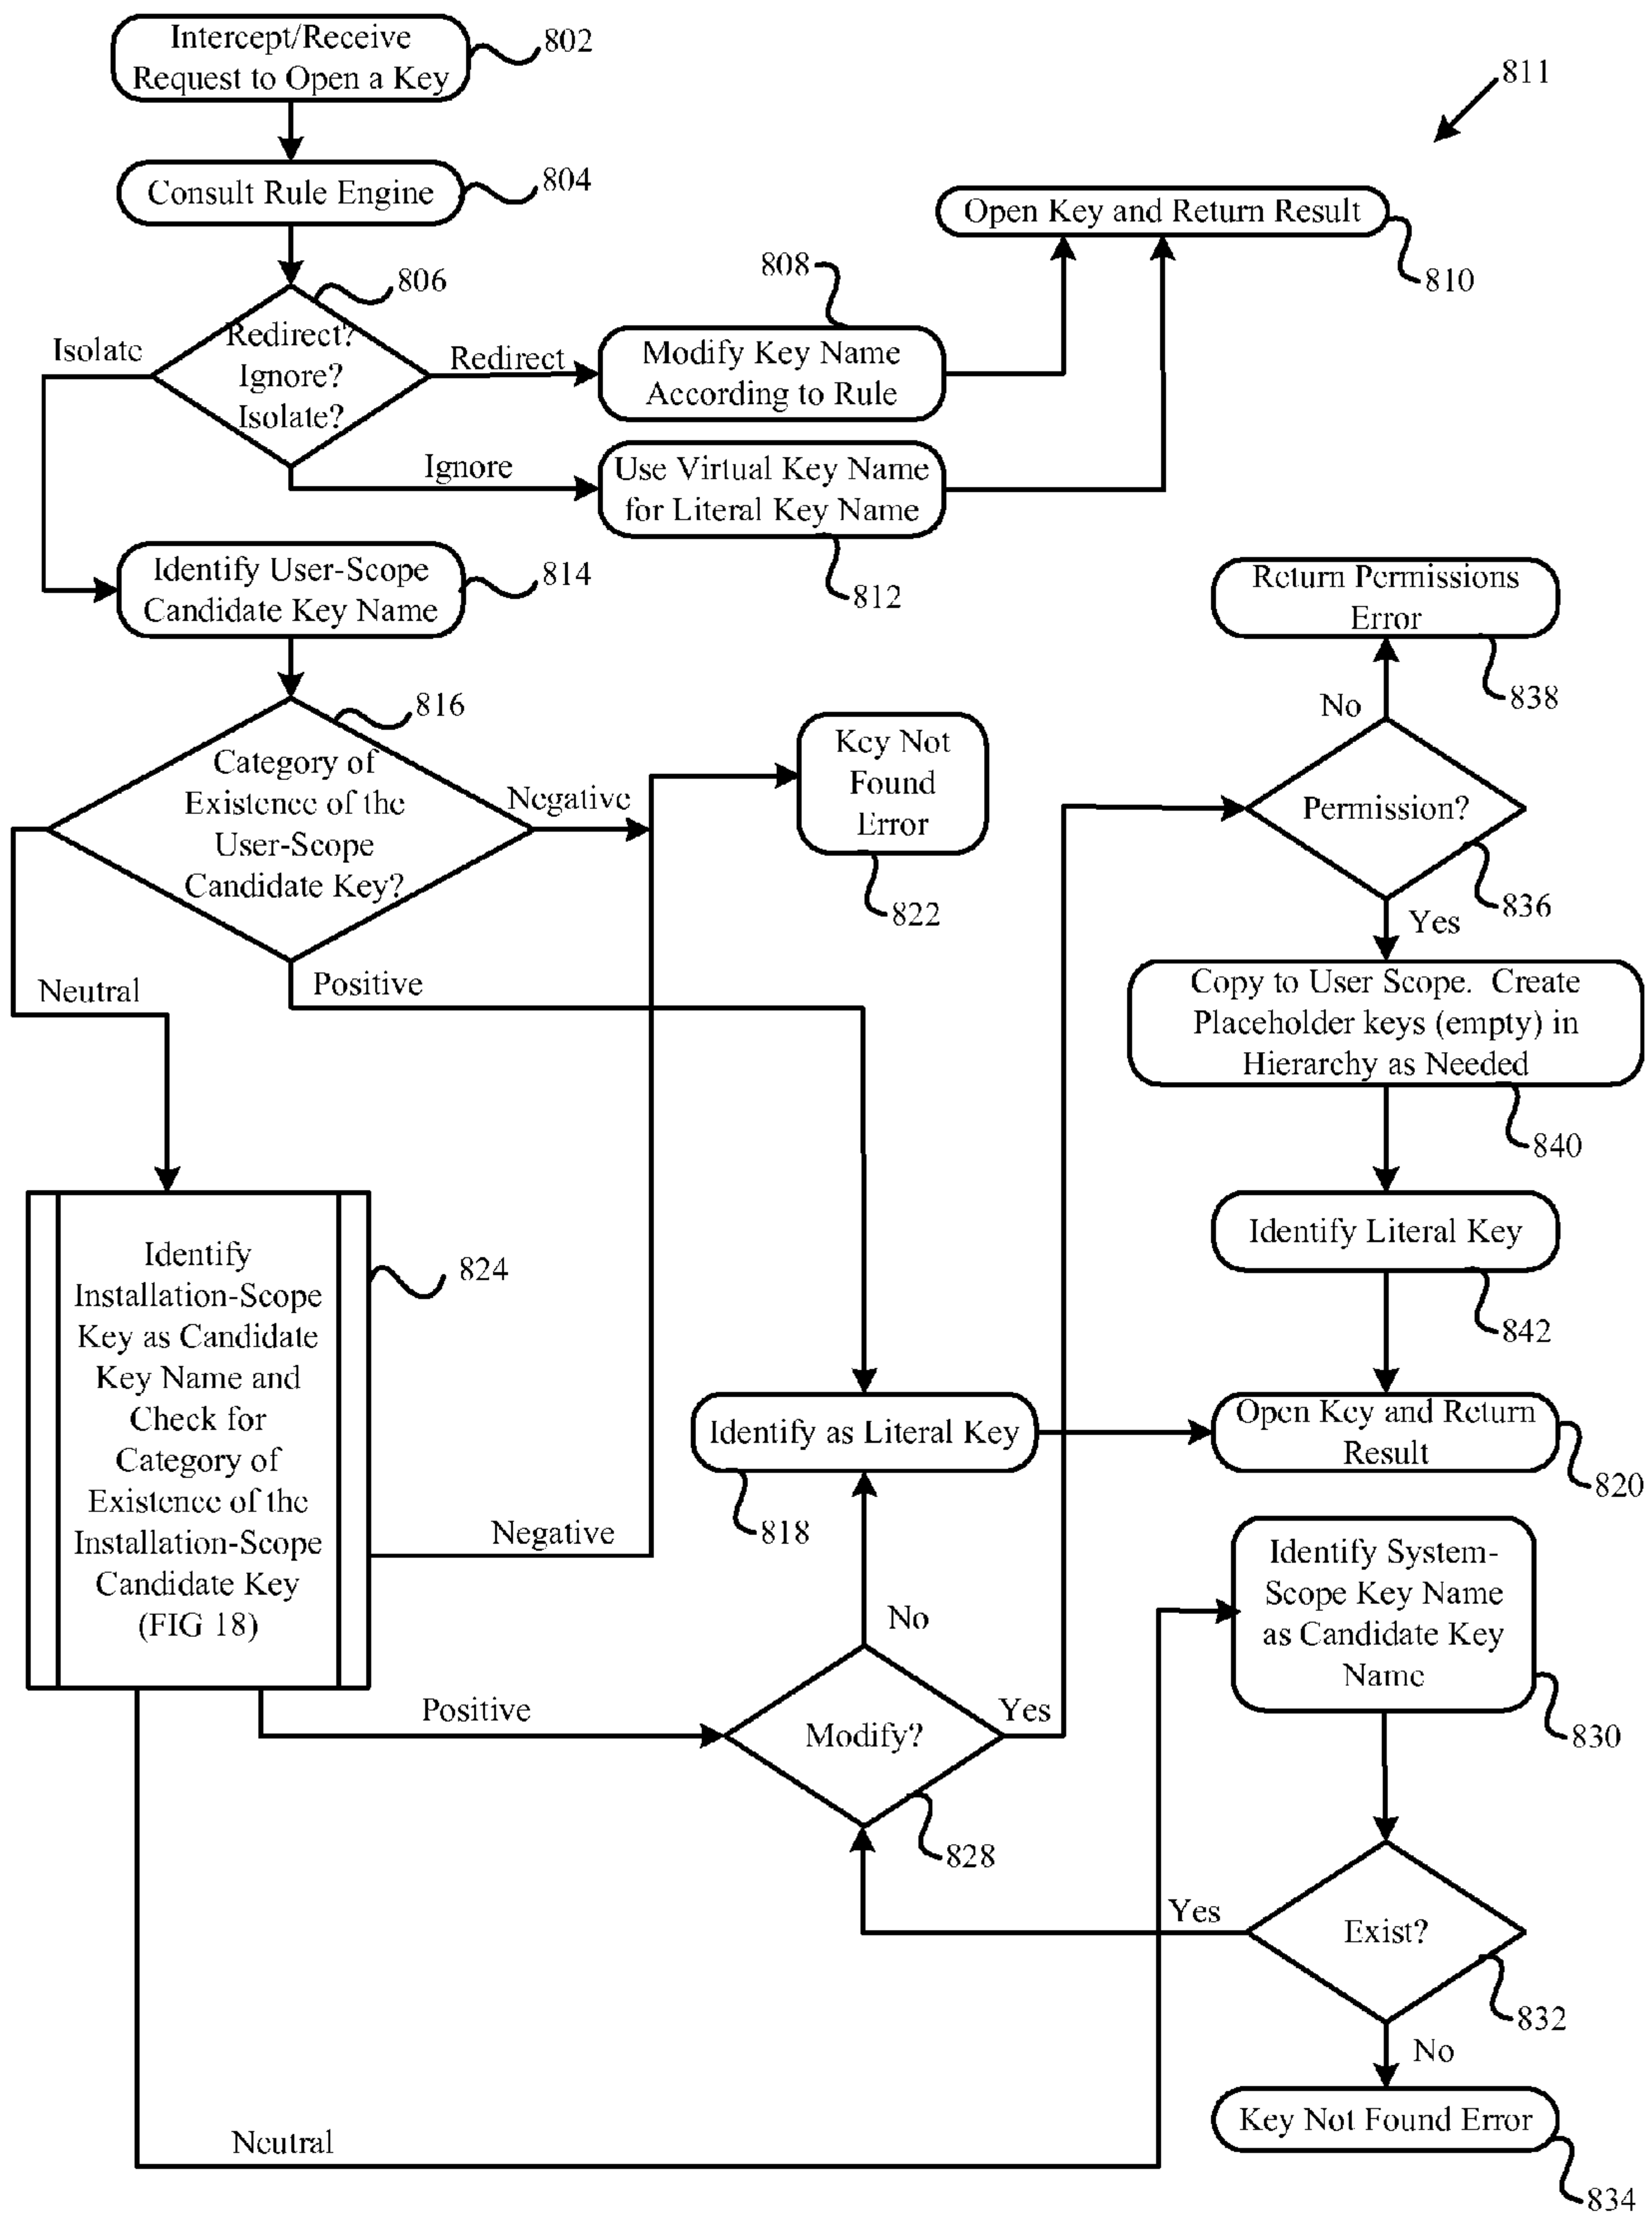 Intercept/Receive
Request to Open a Key
802
811
Consult Rule Engine
804
Open Key and Return Result
810
806
Redirect?
Ignore?
Isolate?
Isolate
Redirect
808
Modify Key Name
According to Rule
Ignore
Use Virtual Key Name
for Literal Key Name
812
Identify User-Scope
Candidate Key Name
814
Return Permissions
Error
838
816
Category of
Existence of the
User-Scope
Candidate Key?
Negative
Key Not
Found
Error
822
No
Permission?
836
Yes
Neutral
Positive
Copy to User Scope. Create
Placeholder keys (empty) in
Hierarchy as Needed
840
Identify
Installation-Scope
Key as Candidate
Key Name and
Check for
Category of
Existence of the
Installation-Scope
Candidate Key
(FIG 18)
824
Identify Literal Key
842
Identify as Literal Key
818
Open Key and Return
Result
820
Negative
Identify System-
Scope Key Name
as Candidate Key
Name
830
No
Positive
Modify?
Yes
828
Yes
Exist?
832
No
Neutral
Key Not Found Error
834